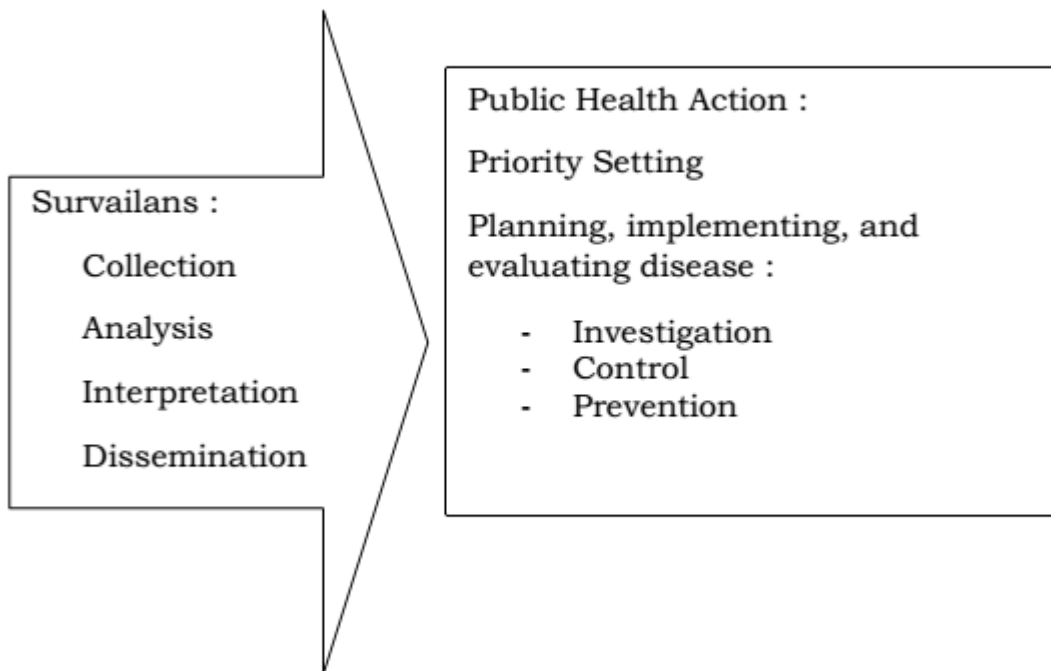 Survailans :
Collection
Analysis
Interpretation
Dissemination
Public Health Action :
Priority Setting
Planning, implementing, and
evaluating disease :
- Investigation
- Control
- Prevention